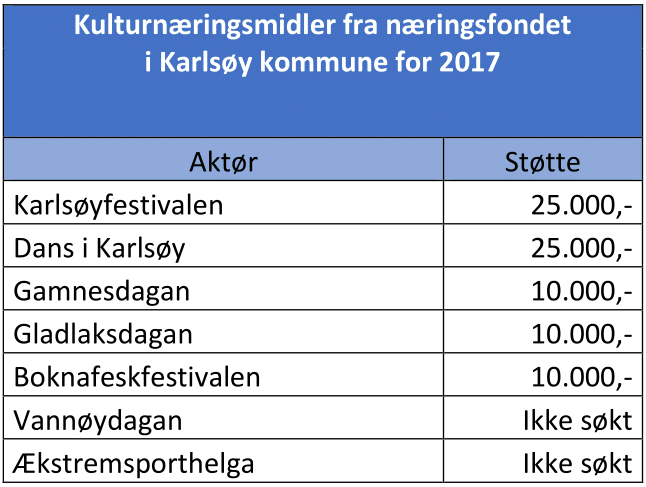 Kulturnæringsmidler fra næringsfondet
i Karlsøy kommune for 2017
Aktør Støtte
Karlsøyfestivalen 25.000,-
Dans i Karlsøy 25.000,-
Gamnesdagan 10.000,-
Gladlaksdagan 10.000,-
Boknafeskfestivalen 10.000,-
Vannøydagan Ikke søkt
Ækstremsporthelga Ikke søkt